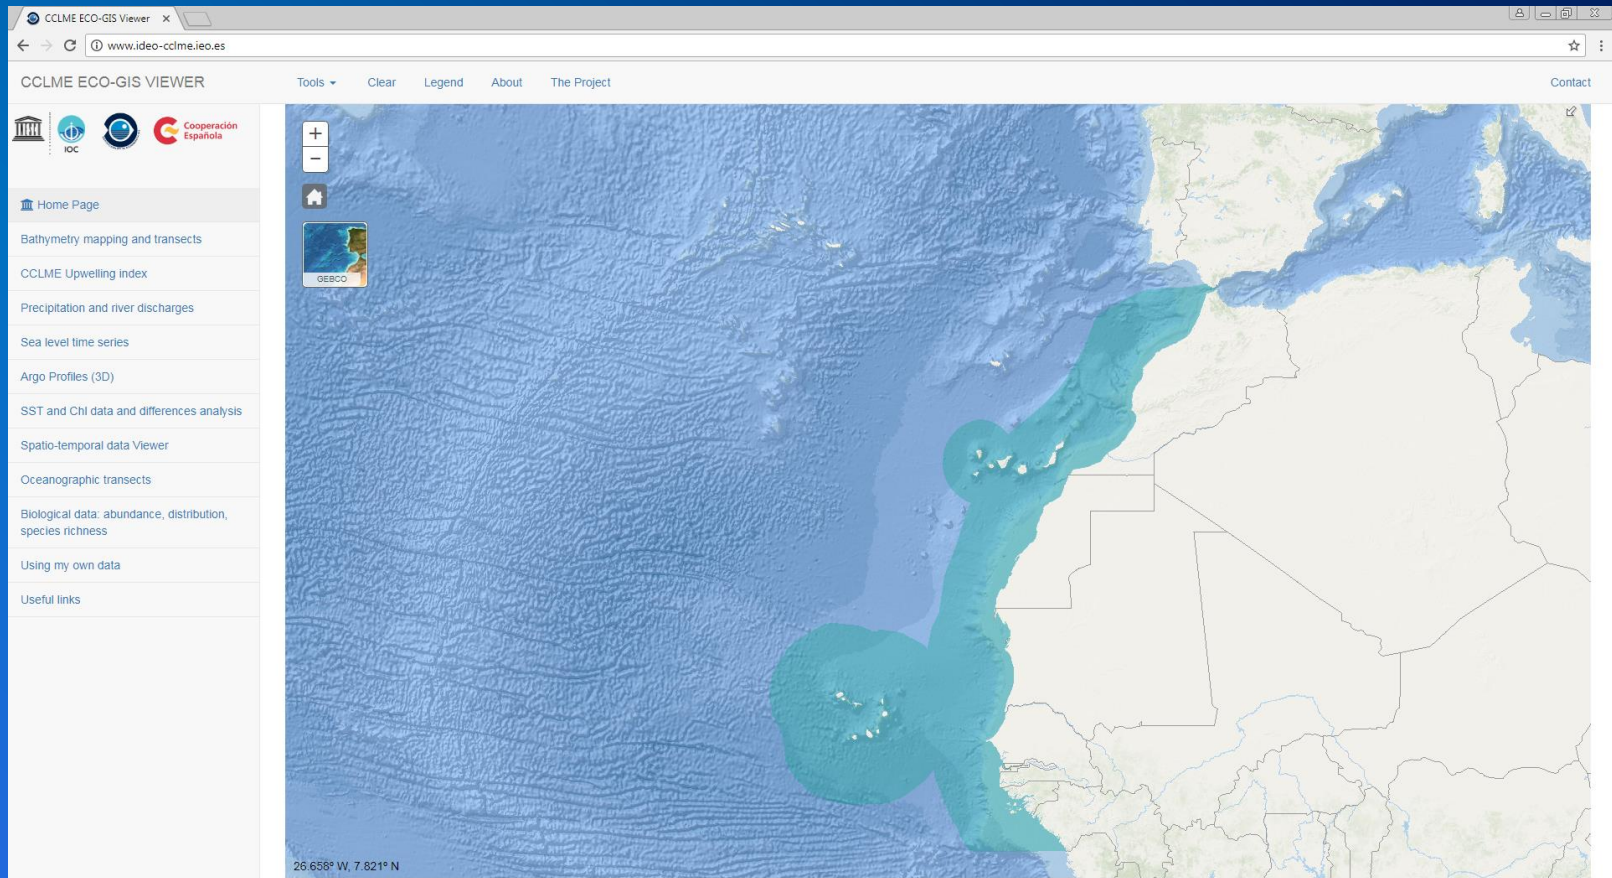 CCLME ECO-GIS Viewer
www.ideo-cclme.ieo.es
CCLME ECO-GIS VIEWER
Tools Clear Legend About The Project Contact
IOC
Cooperación
Española
Home Page
Bathymetry mapping and transects
CCLME Upwelling index
Precipitation and river discharges
Sea level time series
Argo Profiles (3D)
SST and Chl data and differences analysis
Spatio-temporal data Viewer
Oceanographic transects
Biological data: abundance, distribution,
species richness
Using my own data
Useful links
+
−
GEBCO
26.658º W, 7.821º N